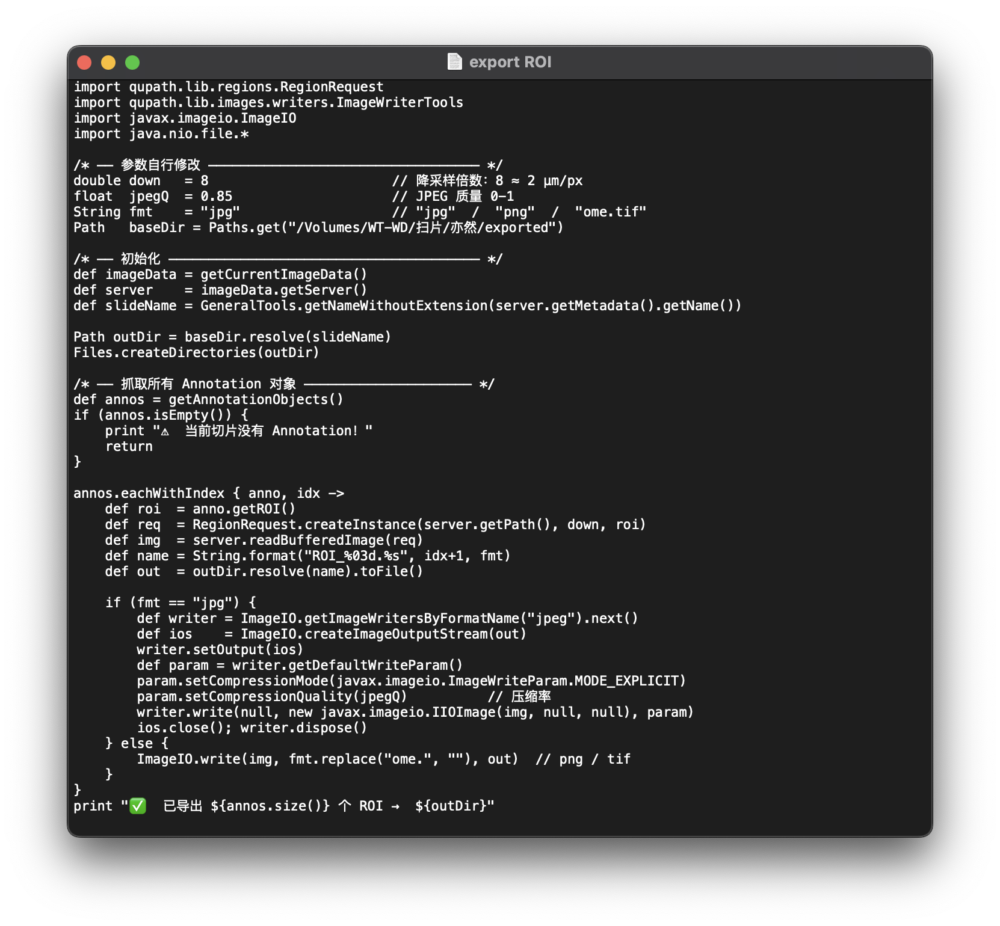 export ROI
import qupath.lib.regions.RegionRequest
import qupath.lib.images.writers.ImageWriterTools
import javax.imageio.ImageIO
import java.nio.file.*
/* —— 参数自行修改 —————————————————————————————————— */
double down   = 8                       // 降采样倍数：8 ≈ 2 µm/px
float  jpegQ  = 0.85                    // JPEG 质量 0–1
String fmt    = "jpg"                   // "jpg"  /  "png"  /  "ome.tif"
Path   baseDir = Paths.get("/Volumes/WT-WD/扫片/亦然/exported")
/* —— 初始化 ——————————————————————————————————————— */
def imageData = getCurrentImageData()
def server    = imageData.getServer()
def slideName = GeneralTools.getNameWithoutExtension(server.getMetadata().getName())
Path outDir = baseDir.resolve(slideName)
Files.createDirectories(outDir)
/* —— 抓取所有 Annotation 对象 ————————————————————— */
def annos = getAnnotationObjects()
if (annos.isEmpty()) {
    print "⚠  当前切片没有 Annotation！"
    return
}
annos.eachWithIndex { anno, idx ->
    def roi  = anno.getROI()
    def req  = RegionRequest.createInstance(server.getPath(), down, roi)
    def img  = server.readBufferedImage(req)
    def name = String.format("ROI_%03d.%s", idx+1, fmt)
    def out  = outDir.resolve(name).toFile()
    if (fmt == "jpg") {
        def writer = ImageIO.getImageWritersByFormatName("jpeg").next()
        def ios    = ImageIO.createImageOutputStream(out)
        writer.setOutput(ios)
        def param = writer.getDefaultWriteParam()
        param.setCompressionMode(javax.imageio.ImageWriteParam.MODE_EXPLICIT)
        param.setCompressionQuality(jpegQ)          // 压缩率
        writer.write(null, new javax.imageio.IIOImage(img, null, null), param)
        ios.close(); writer.dispose()
    } else {
        ImageIO.write(img, fmt.replace("ome.", ""), out)  // png / tif
    }
}
print "✅  已导出 ${annos.size()} 个 ROI →  ${outDir}"